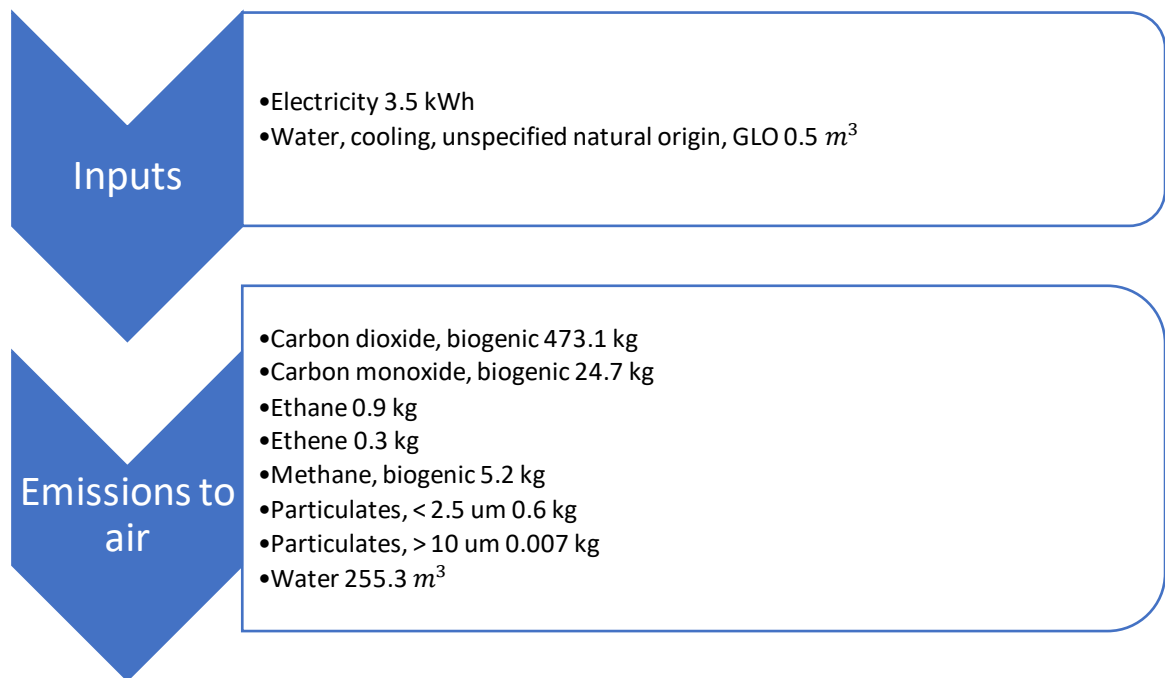 Inputs
•Electricity 3.5 kWh
•Water, cooling, unspecified natural origin, GLO 0.5 m³
Emissions to
air
•Carbon dioxide, biogenic 473.1 kg
•Carbon monoxide, biogenic 24.7 kg
•Ethane 0.9 kg
•Ethene 0.3 kg
•Methane, biogenic 5.2 kg
•Particulates, < 2.5 um 0.6 kg
•Particulates, > 10 um 0.007 kg
•Water 255.3 m³